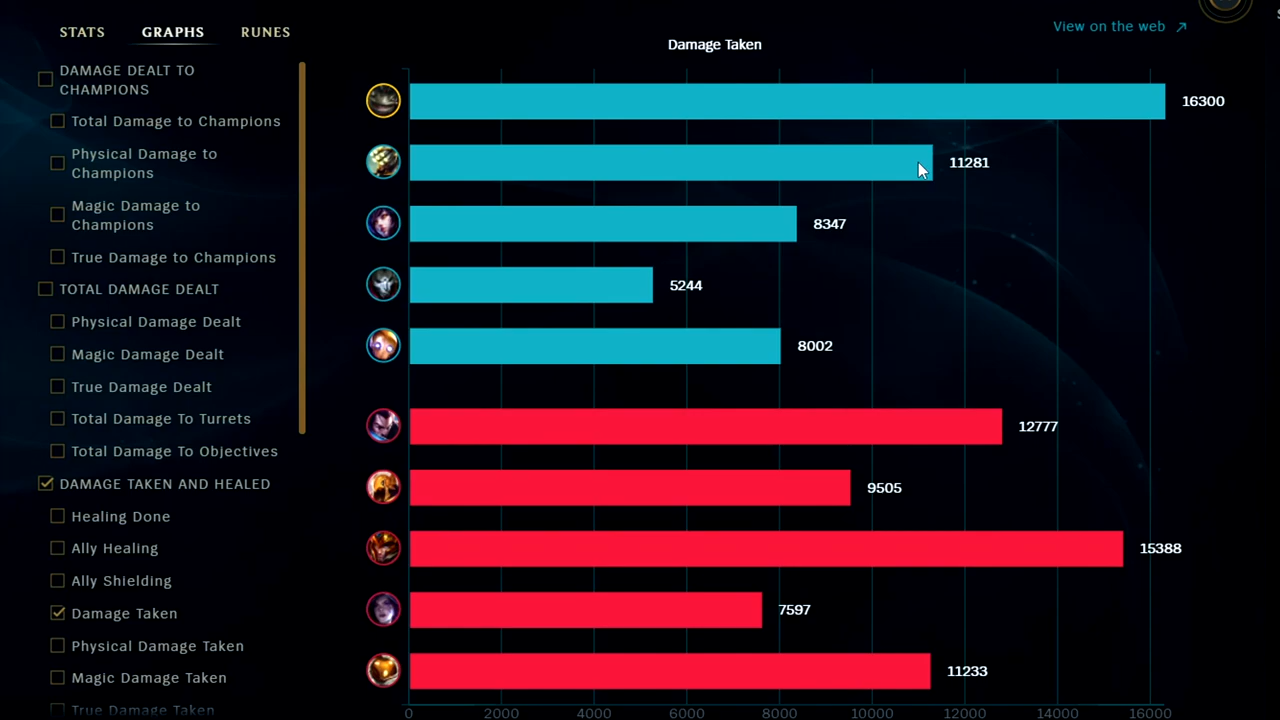 STATS GRAPHS RUNES
View on the web
DAMAGE DEALT TO
CHAMPIONS
Total Damage to Champions
Physical Damage to
Champions
Magic Damage to
Champions
True Damage to Champions
TOTAL DAMAGE DEALT
Physical Damage Dealt
Magic Damage Dealt
True Damage Dealt
Total Damage To Turrets
Total Damage To Objectives
DAMAGE TAKEN AND HEALED
Healing Done
Ally Healing
Ally Shielding
Damage Taken
Physical Damage Taken
Magic Damage Taken
True Damage Taken
Damage Taken
16300
11281
8347
5244
8002
12777
9505
15388
7597
11233
0 2000 4000 6000 8000 10000 12000 14000 16000